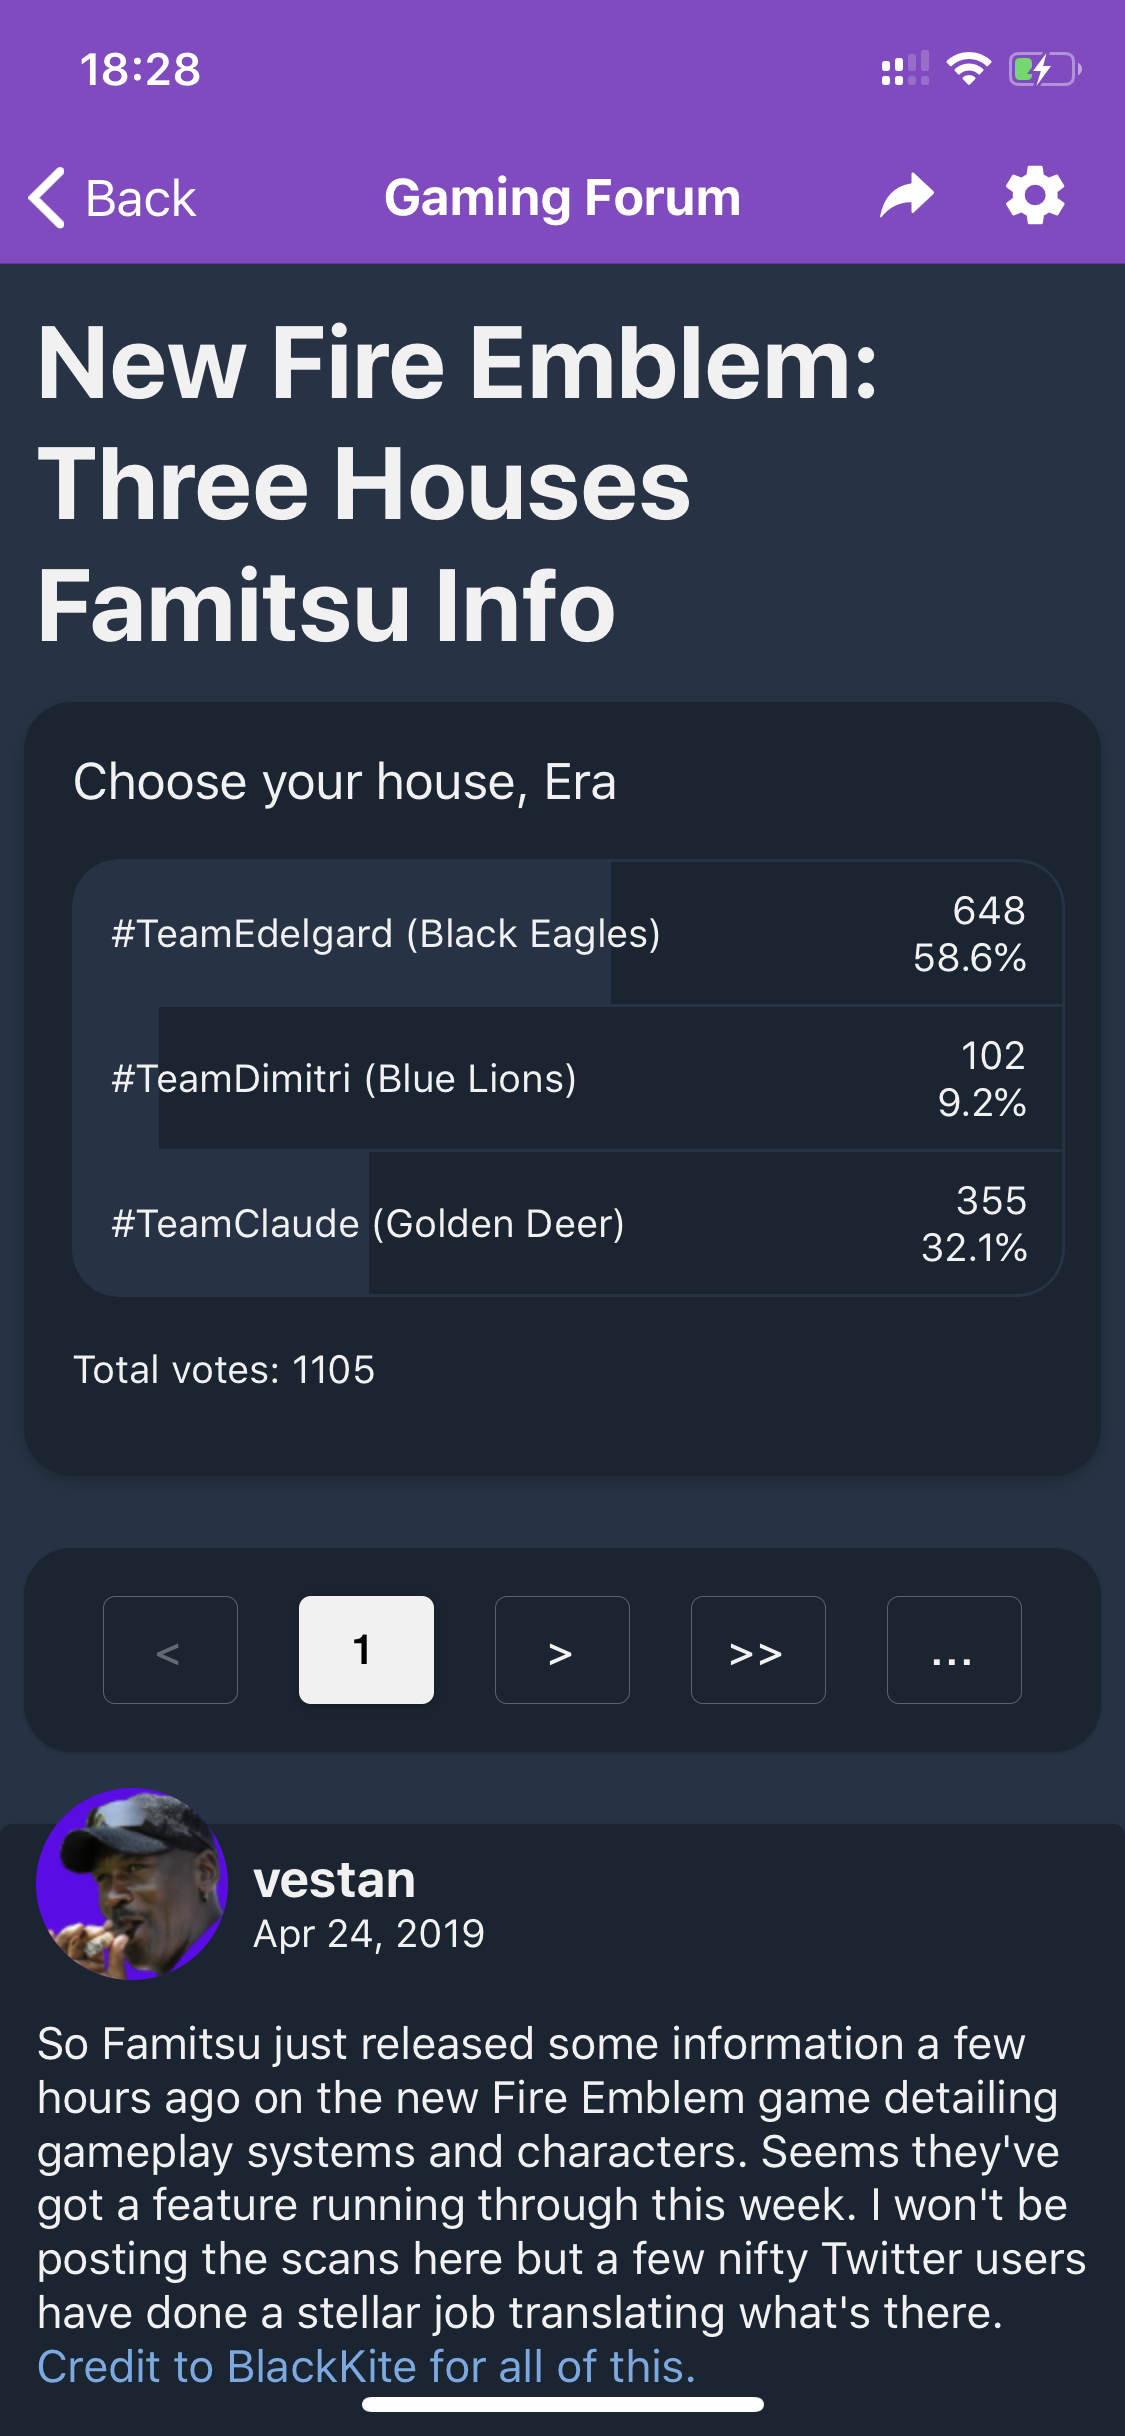 18:28
Back
Gaming Forum
New Fire Emblem:
Three Houses
Famitsu Info
Choose your house, Era
#TeamEdelgard (Black Eagles)
648
58.6%
#TeamDimitri (Blue Lions)
102
9.2%
#TeamClaude (Golden Deer)
355
32.1%
Total votes: 1105
< 1 > >> ...
vestan
Apr 24, 2019
So Famitsu just released some information a few
hours ago on the new Fire Emblem game detailing
gameplay systems and characters. Seems they've
got a feature running through this week. I won't be
posting the scans here but a few nifty Twitter users
have done a stellar job translating what's there.
Credit to BlackKite for all of this.